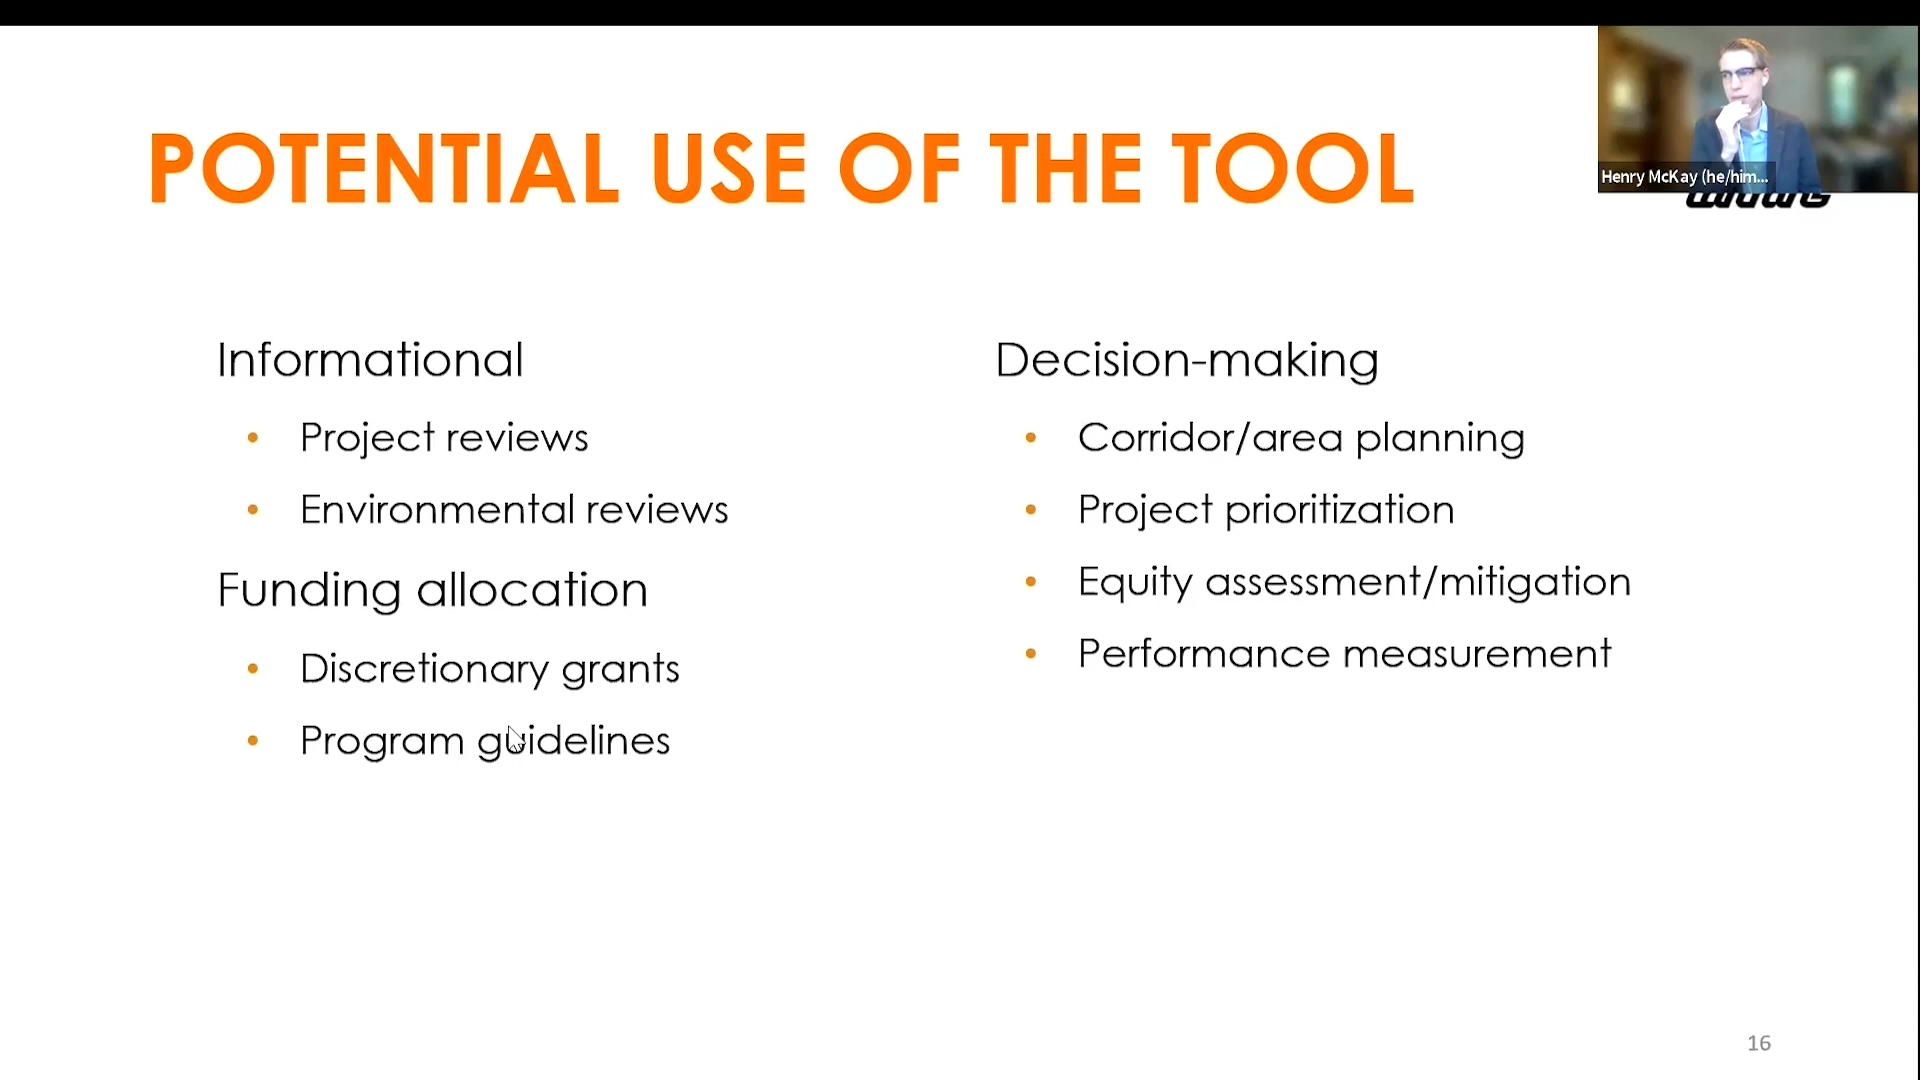 POTENTIAL USE OF THE TOOL
Henry McKay (he/him...
Informational
• Project reviews
• Environmental reviews
Funding allocation
• Discretionary grants
• Program guidelines
Decision-making
• Corridor/area planning
• Project prioritization
• Equity assessment/mitigation
• Performance measurement
16